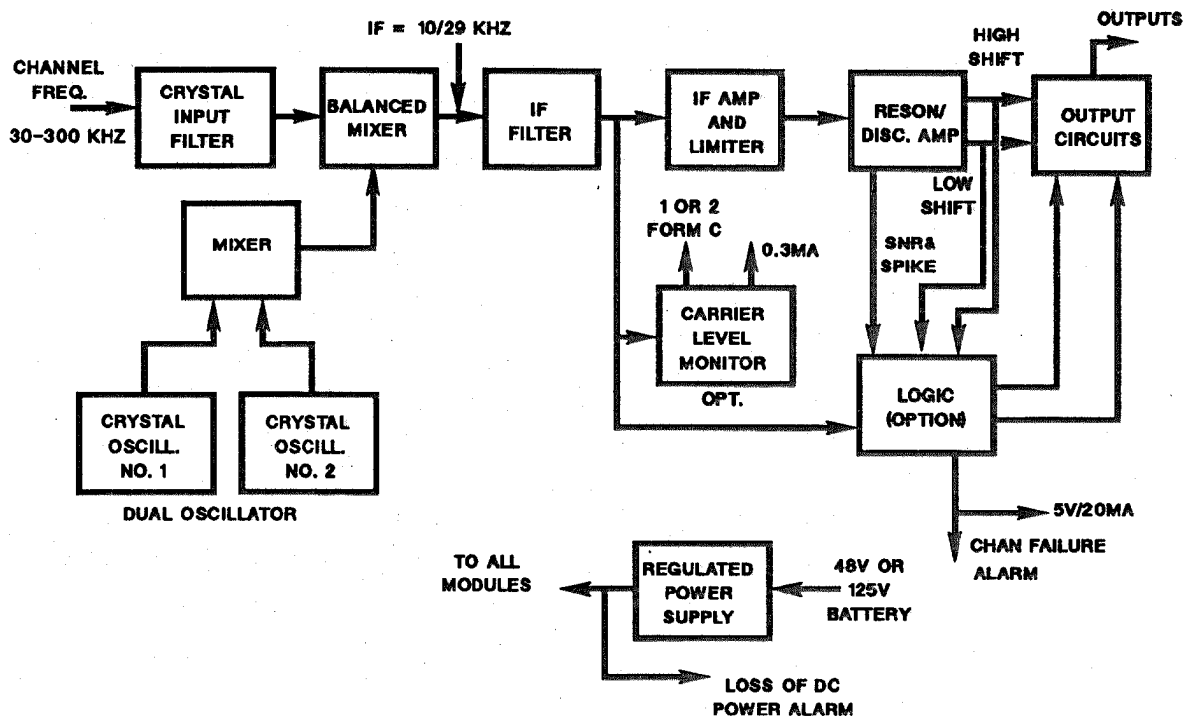 OUTPUTS
IF = 10/29 KHZ
HIGH
SHIFT
CHANNEL
FREQ.
30-300 KHZ
CRYSTAL
INPUT
FILTER
BALANCED
MIXER
IF
FILTER
IF AMP
AND
LIMITER
RESON/
DISC. AMP
OUTPUT
CIRCUITS
LOW
SHIFT
1 OR 2
FORM C
0.3MA
SNR&
SPIKE
MIXER
CARRIER
LEVEL
MONITOR
OPT.
LOGIC
(OPTION)
CRYSTAL
OSCILL.
NO. 1
CRYSTAL
OSCILL.
NO. 2
DUAL OSCILLATOR
5V/20MA
CHAN FAILURE
ALARM
TO ALL
MODULES
REGULATED
POWER
SUPPLY
48V OR
125V
BATTERY
LOSS OF DC
POWER ALARM